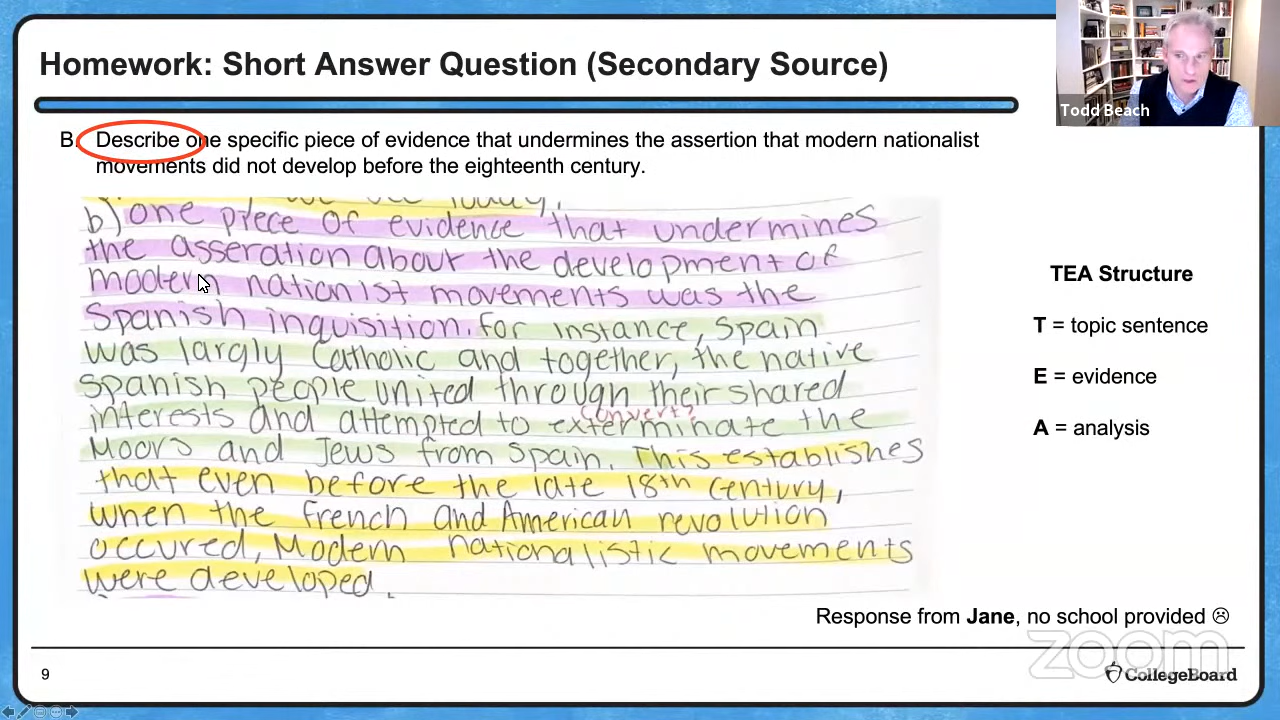 Homework: Short Answer Question (Secondary Source)
Todd Beach
B. Describe one specific piece of evidence that undermines the assertion that modern nationalist
movements did not develop before the eighteenth century.
b) one piece of evidence that undermines
the asseration about the development of
modern nationist movements was the
Spanish inquisition. For instance, Spain
was largly Catholic and together, the native
Spanish people united through their shared
convert?
interests and attempted to exterminate the
Moors and Jews from Spain. This establishes
that even before the late 18th century,
when the French and American revolution
occured, Modern nationalistic movements
were developed.
TEA Structure
T = topic sentence
E = evidence
A = analysis
Response from Jane, no school provided ☹
zoom
9
CollegeBoard